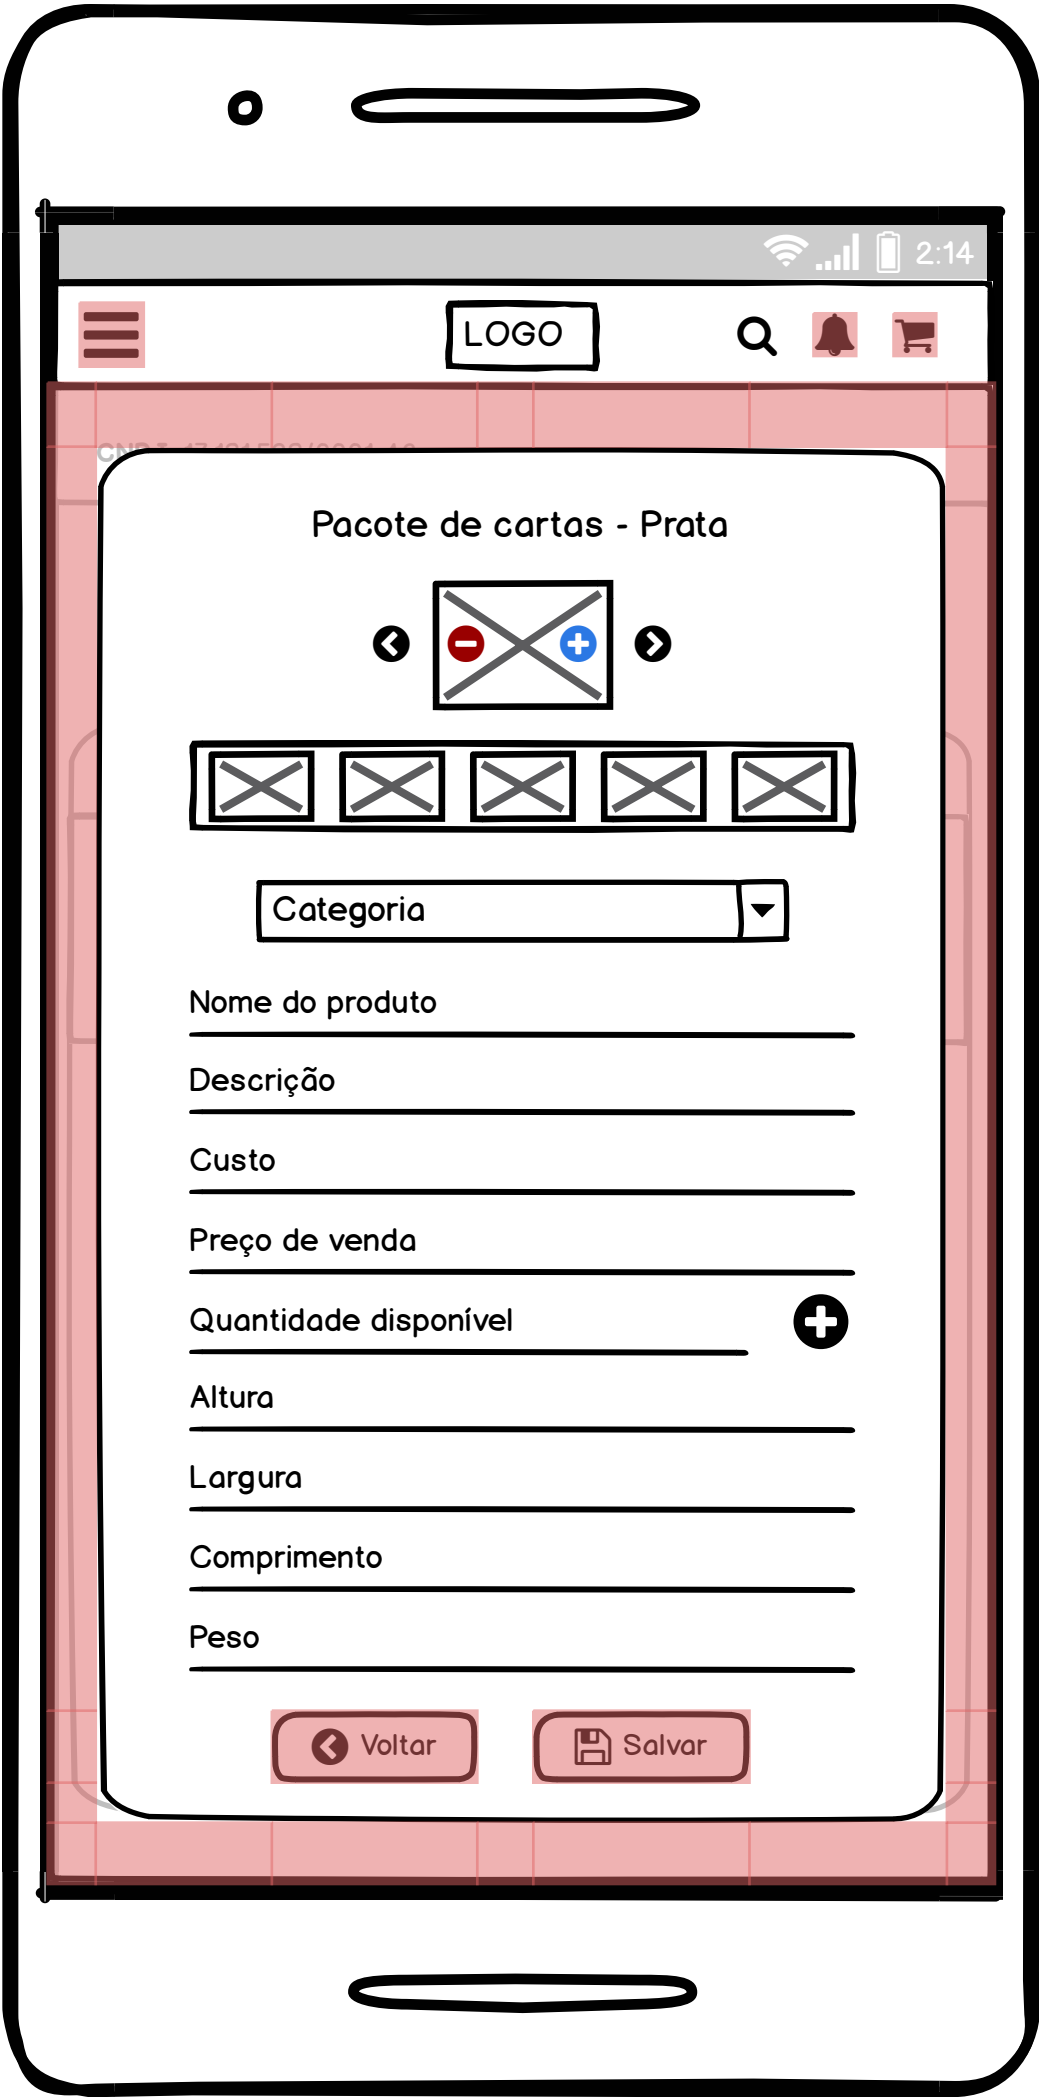 2:14
LOGO
Pacote de cartas - Prata
Categoria
Nome do produto
Descrição
Custo
Preço de venda
Quantidade disponível
Altura
Largura
Comprimento
Peso
Voltar
Salvar